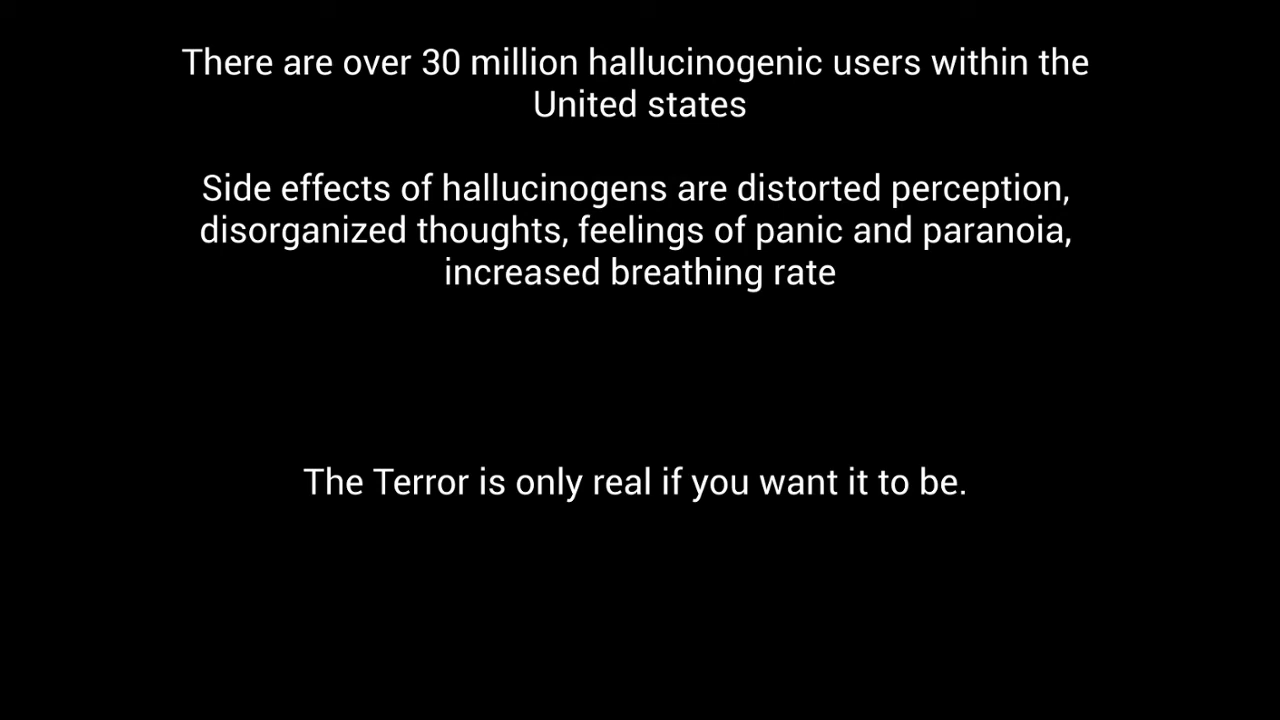 There are over 30 million hallucinogenic users within the
United states
Side effects of hallucinogens are distorted perception,
disorganized thoughts, feelings of panic and paranoia,
increased breathing rate
The Terror is only real if you want it to be.